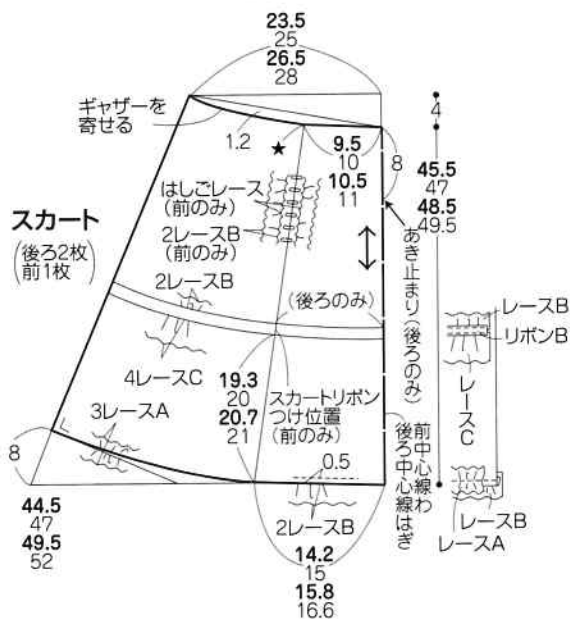 23.5
25
26.5
28
ギャザーを
寄せる
1.2
★
9.5
10
10.5
11
8
4
45.5
47
48.5
49.5
はしごレース
(前のみ)
2レースB
(前のみ)
スカート
(後ろ2枚
前1枚)
あき止まり(後ろのみ)
2レースB
(後ろのみ)
4レースC
3レースA
19.3
20
20.7
21
スカートリボン
つけ位置
(前のみ)
前中心線わ
後ろ中心線はぎ
レースB
リボンB
レースC
レースB
レースA
8
0.5
2レースB
44.5
47
49.5
52
14.2
15
15.8
16.6